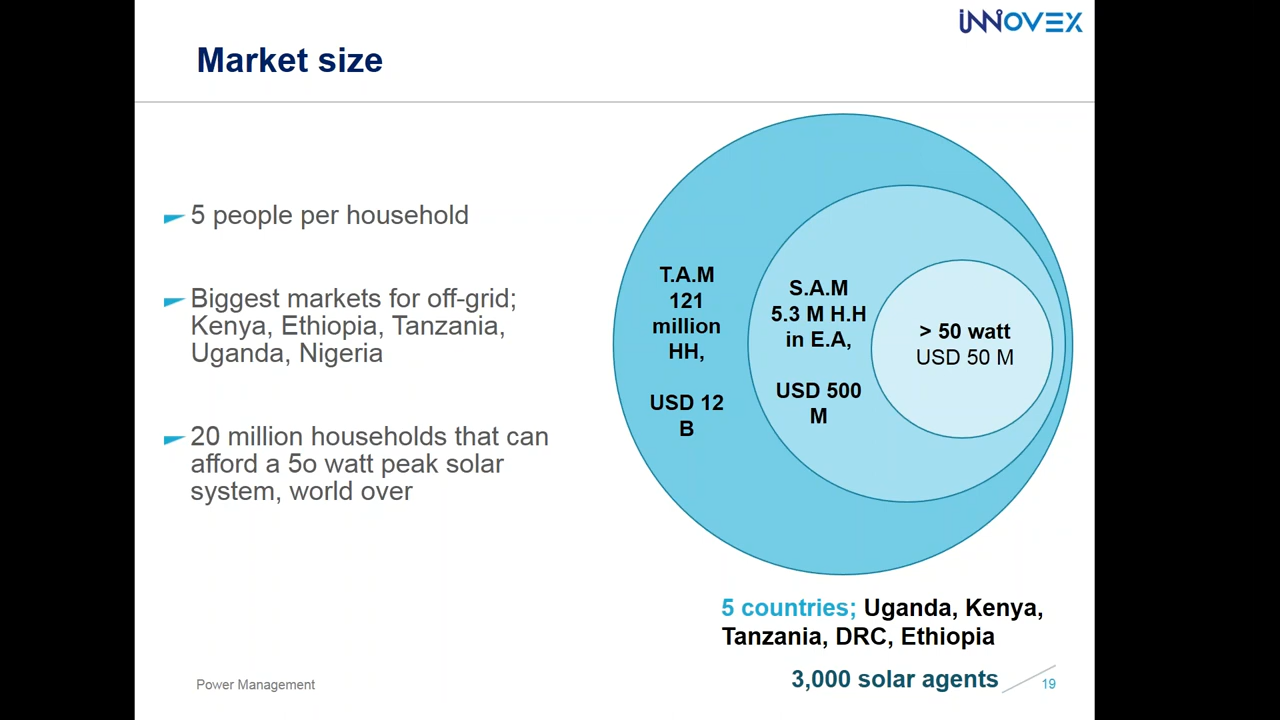 INNOVEX
Market size
5 people per household
Biggest markets for off-grid;
Kenya, Ethiopia, Tanzania,
Uganda, Nigeria
20 million households that can
afford a 5o watt peak solar
system, world over
T.A.M
121
million
HH,
USD 12
B
S.A.M
5.3 M H.H
in E.A,
USD 500
M
> 50 watt
USD 50 M
5 countries; Uganda, Kenya,
Tanzania, DRC, Ethiopia
3,000 solar agents
Power Management
19